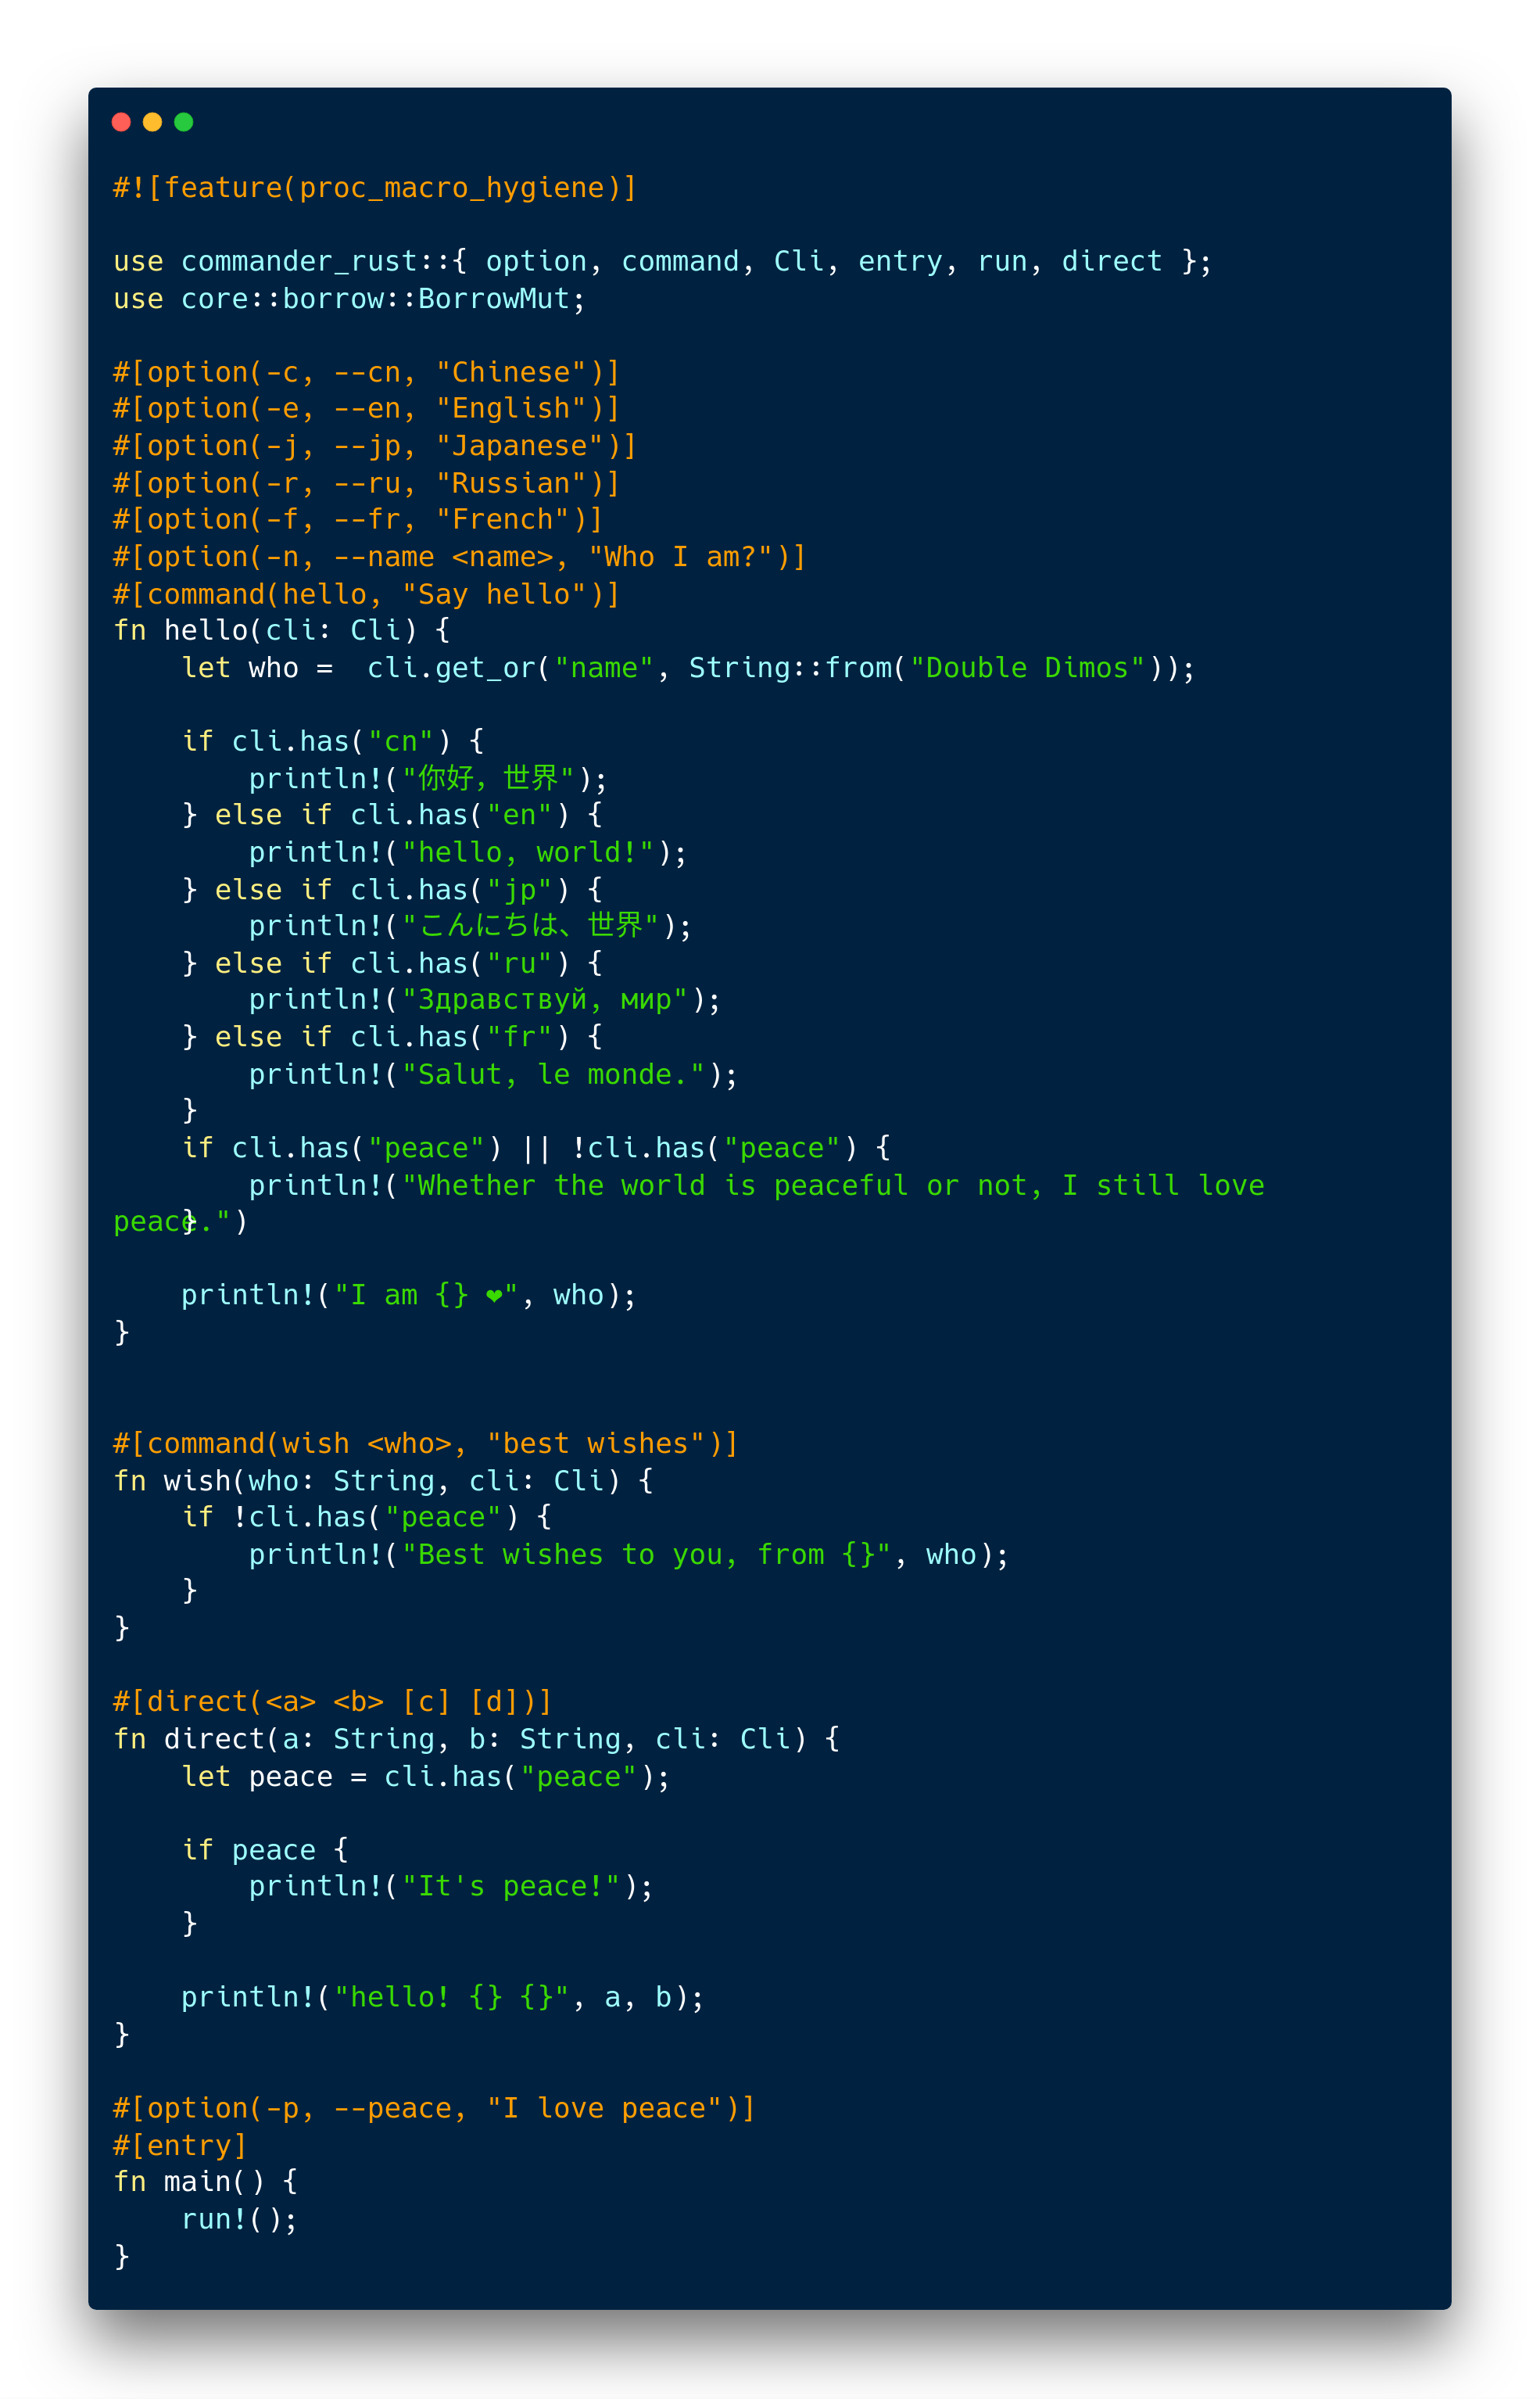 #![feature(proc_macro_hygiene)]

use commander_rust::{ option, command, Cli, entry, run, direct };
use core::borrow::BorrowMut;

#[option(-c, --cn, "Chinese")]
#[option(-e, --en, "English")]
#[option(-j, --jp, "Japanese")]
#[option(-r, --ru, "Russian")]
#[option(-f, --fr, "French")]
#[option(-n, --name <name>, "Who I am?")]
#[command(hello, "Say hello")]
fn hello(cli: Cli) {
    let who =  cli.get_or("name", String::from("Double Dimos"));

    if cli.has("cn") {
        println!("你好，世界");
    } else if cli.has("en") {
        println!("hello, world!");
    } else if cli.has("jp") {
        println!("こんにちは、世界");
    } else if cli.has("ru") {
        println!("Здравствуй, мир");
    } else if cli.has("fr") {
        println!("Salut, le monde.");
    }
    if cli.has("peace") || !cli.has("peace") {
        println!("Whether the world is peaceful or not, I still love
peace.")
    }

    println!("I am {} ❤", who);
}


#[command(wish <who>, "best wishes")]
fn wish(who: String, cli: Cli) {
    if !cli.has("peace") {
        println!("Best wishes to you, from {}", who);
    }
}

#[direct(<a> <b> [c] [d])]
fn direct(a: String, b: String, cli: Cli) {
    let peace = cli.has("peace");

    if peace {
        println!("It's peace!");
    }

    println!("hello! {} {}", a, b);
}

#[option(-p, --peace, "I love peace")]
#[entry]
fn main() {
    run!();
}